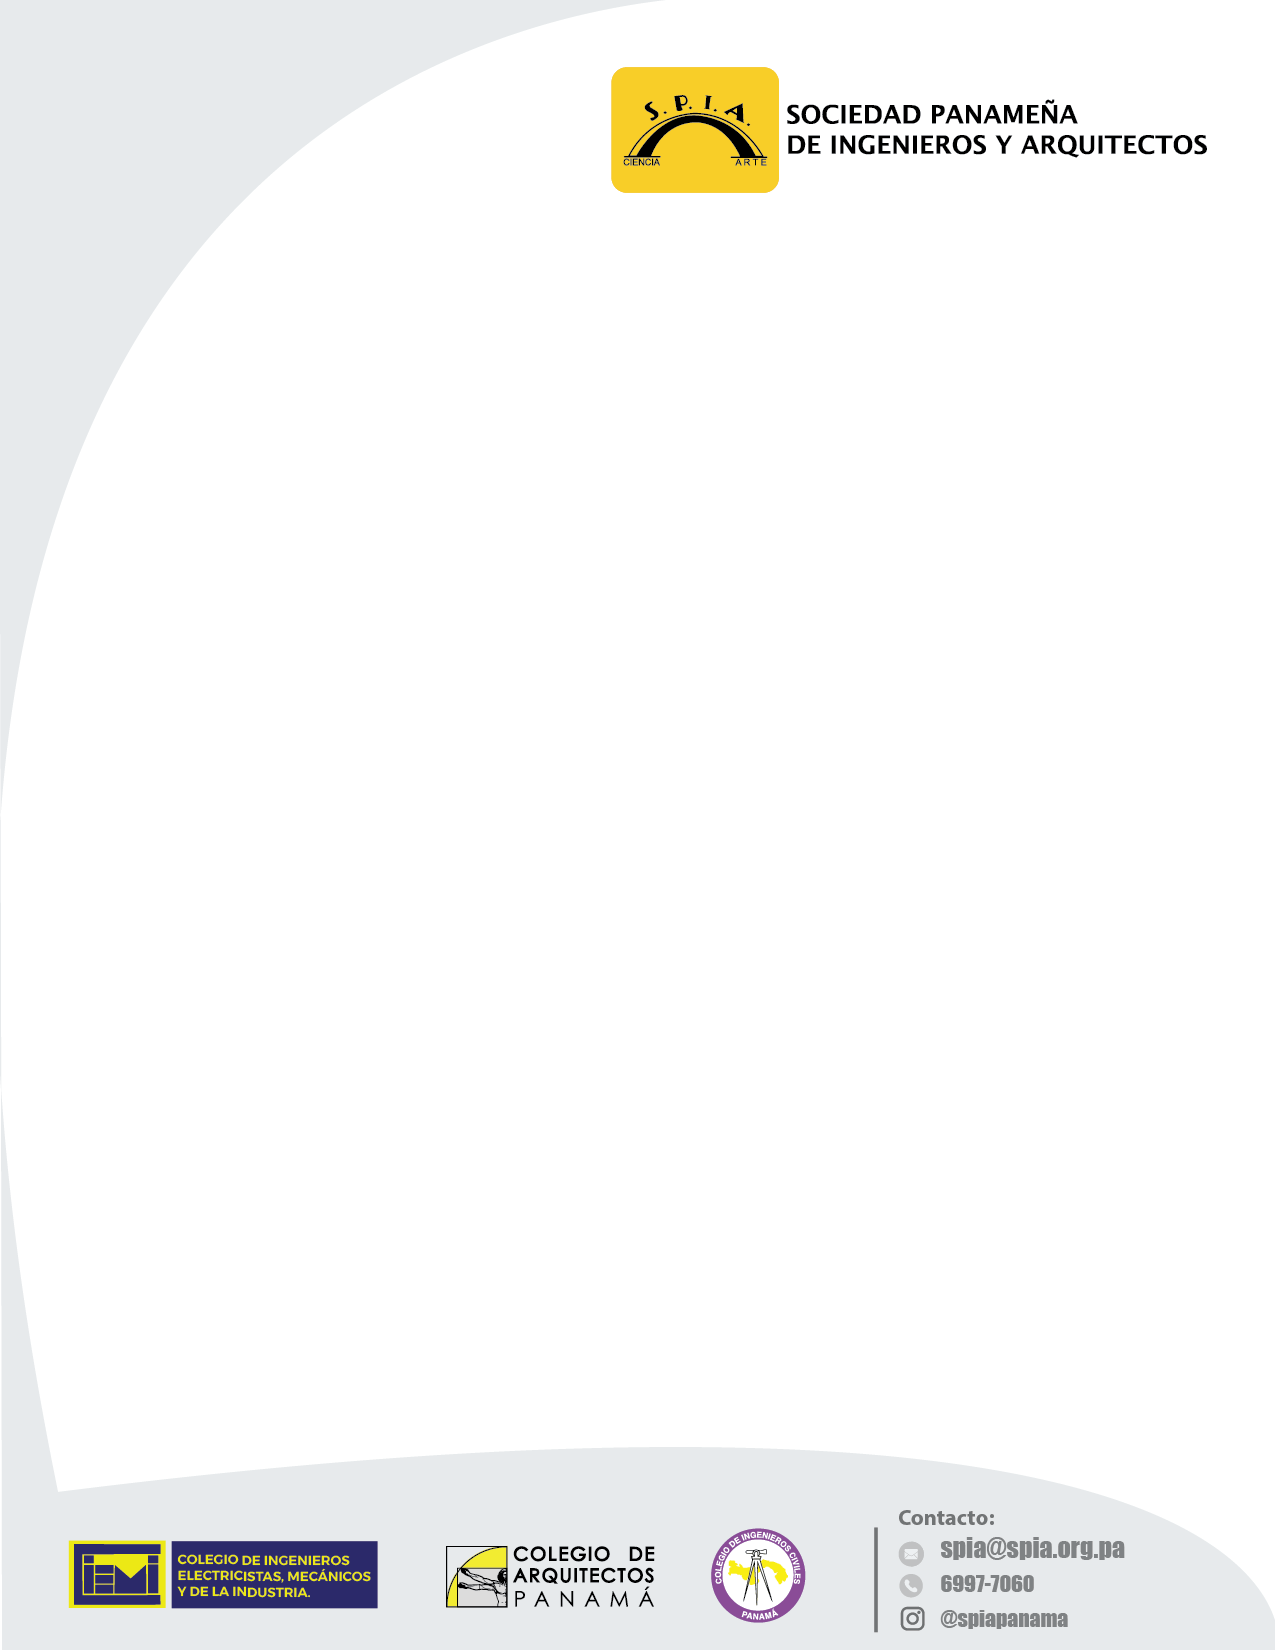 S.P.I.A.
CIENCIA ARTE
SOCIEDAD PANAMEÑA
DE INGENIEROS Y ARQUITECTOS
COLEGIO DE INGENIEROS
ELECTRICISTAS, MECÁNICOS
Y DE LA INDUSTRIA.
COLEGIO DE
ARQUITECTOS
PANAMÁ
COLEGIO DE INGENIEROS CIVILES
PANAMÁ
Contacto:
spia@spia.org.pa
6997-7060
@spiapanama